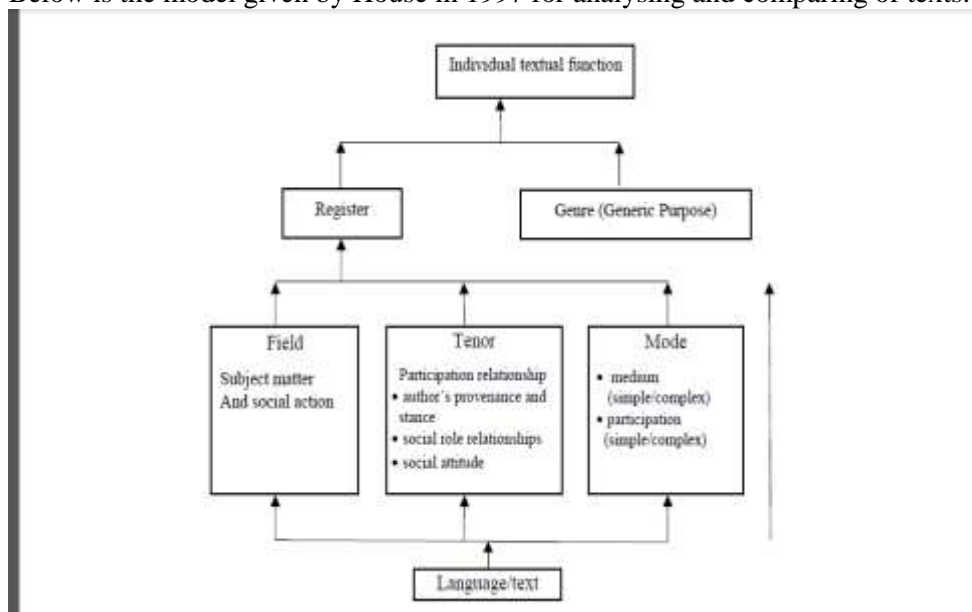 Below is the model given by House in 1997 for analysing and comparing of texts.
Individual textual function
Register
Genre (Generic Purpose)
Field
Subject matter
And social action
Tenor
Participation relationship
• author´s provenance and
stance
• social role relationships
• social attitude
Mode
• medium
(simple/complex)
• participation
(simple/complex)
Language/text